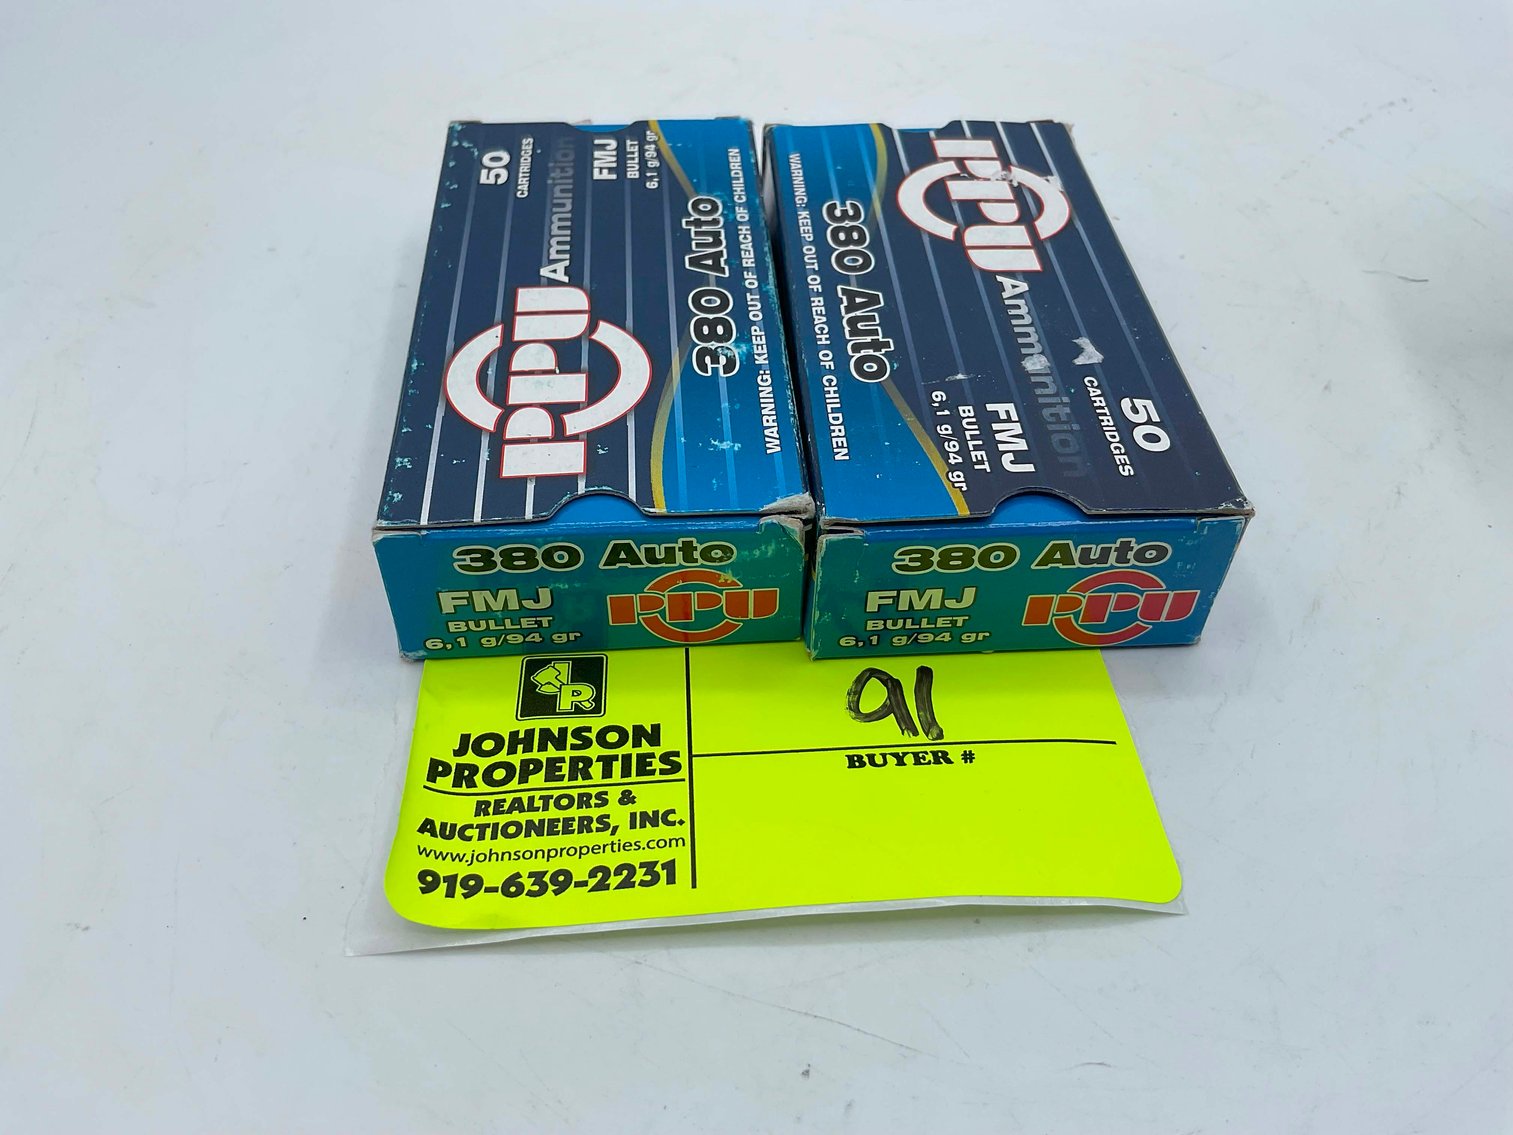 50
CARTRIDGES
PPU Ammunition
FMJ
BULLET
6,1 g/94 gr
380 Auto
WARNING: KEEP OUT OF REACH OF CHILDREN
380 Auto
FMJ
BULLET
6,1 g/94 gr
PPU
PPU Ammunition
50
CARTRIDGES
FMJ
BULLET
6,1 g/94 gr
380 Auto
WARNING: KEEP OUT OF REACH OF CHILDREN
380 Auto
FMJ
BULLET
6,1 g/94 gr
PPU
JR
JOHNSON
PROPERTIES
REALTORS &
AUCTIONEERS, INC.
www.johnsonproperties.com
919-639-2231
91
BUYER #